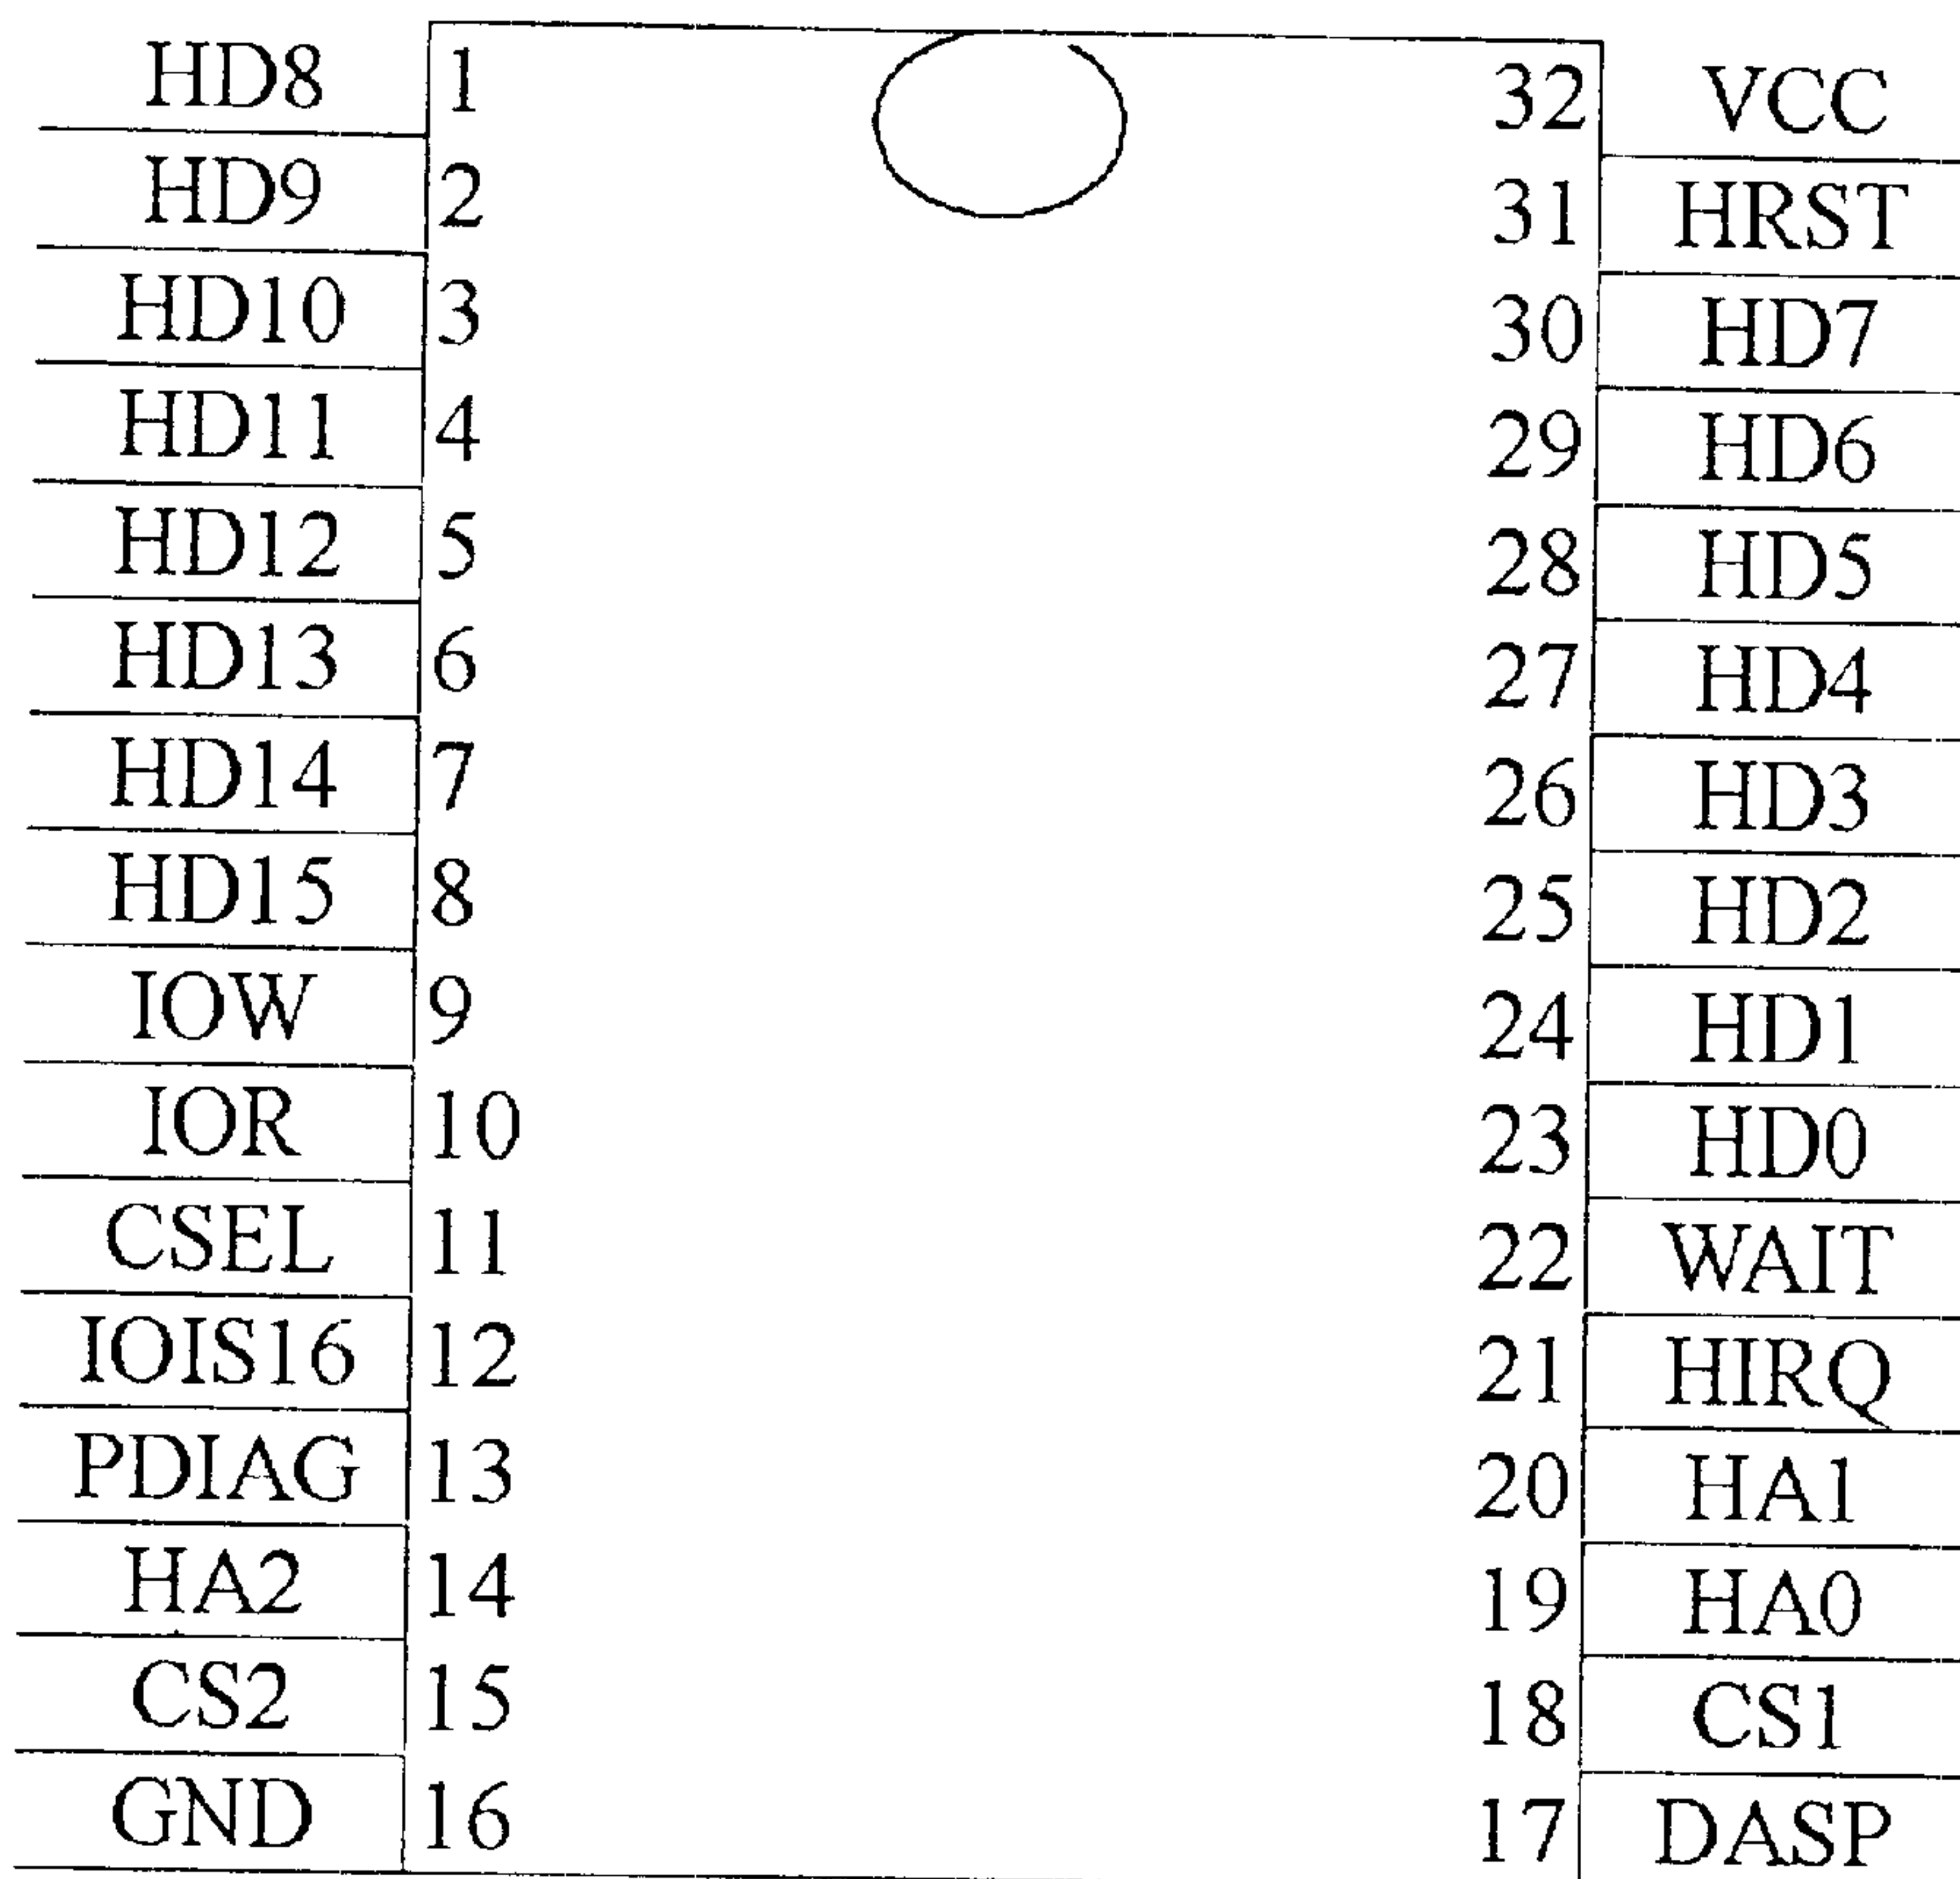 HD8 1 32 VCC
HD9 2 31 HRST
HD10 3 30 HD7
HD11 4 29 HD6
HD12 5 28 HD5
HD13 6 27 HD4
HD14 7 26 HD3
HD15 8 25 HD2
IOW 9 24 HD1
IOR 10 23 HD0
CSEL 11 22 WAIT
IOIS16 12 21 HIRQ
PDIAG 13 20 HA1
HA2 14 19 HA0
CS2 15 18 CS1
GND 16 17 DASP